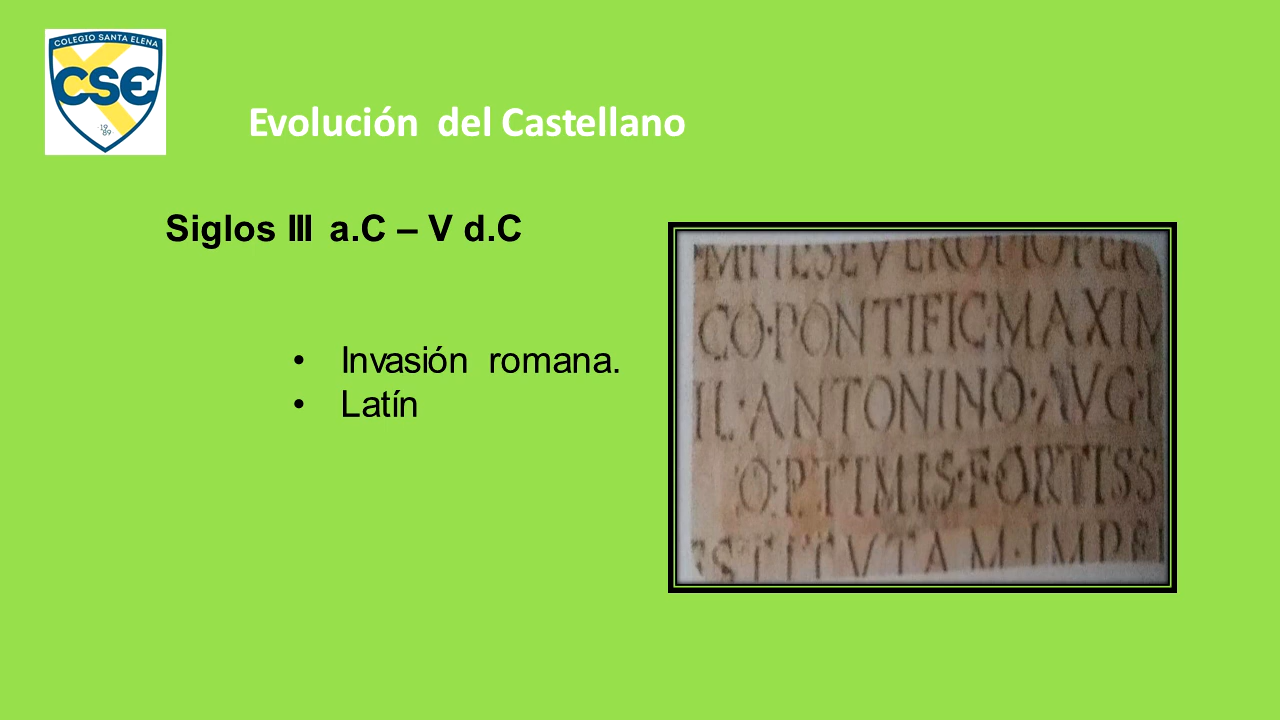 COLEGIO SANTA ELENA
CSE
1989
Evolución del Castellano
Siglos III a.C – V d.C
• Invasión romana.
• Latín
CO·PONTIFIC·MAXIM
IL·ANTONINO·AVG·
OPTIMIS·FORTISS